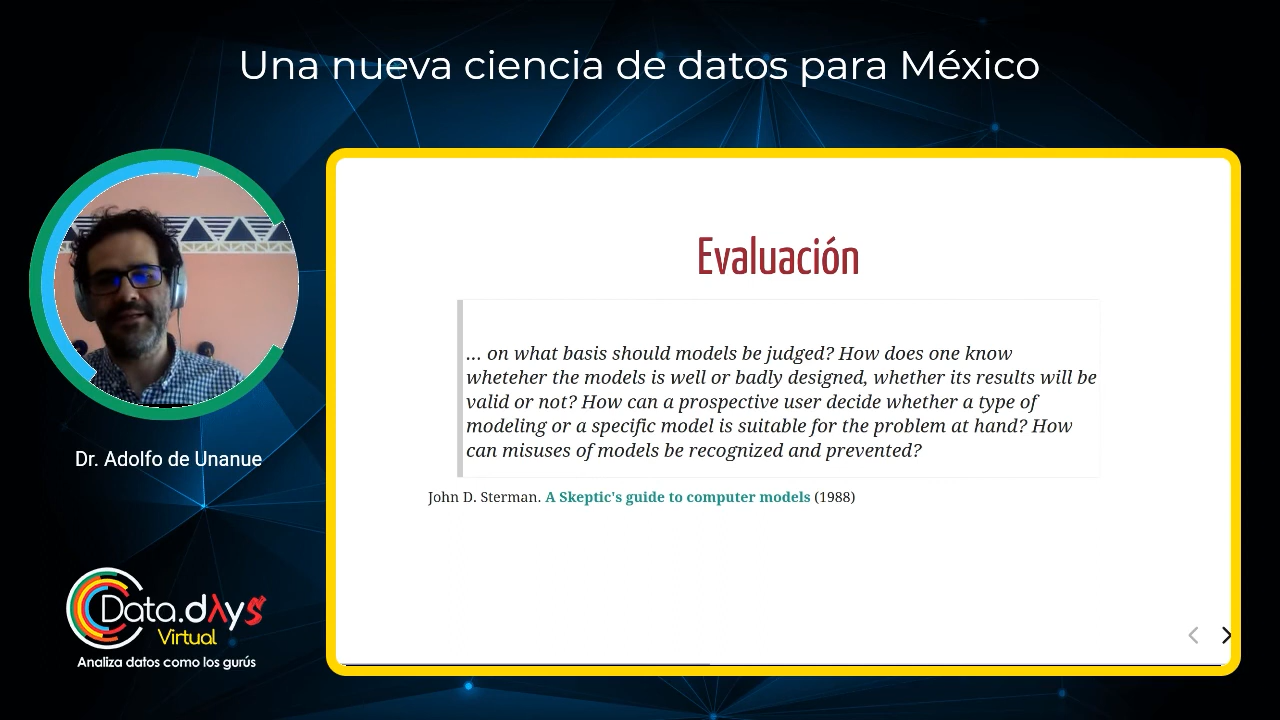 Una nueva ciencia de datos para México
Evaluación
... on what basis should models be judged? How does one know
wheteher the models is well or badly designed, whether its results will be
valid or not? How can a prospective user decide whether a type of
modeling or a specific model is suitable for the problem at hand? How
can misuses of models be recognized and prevented?
John D. Sterman. A Skeptic's guide to computer models (1988)
Dr. Adolfo de Unanue
Data.dλys
Virtual
Analiza datos como los gurús